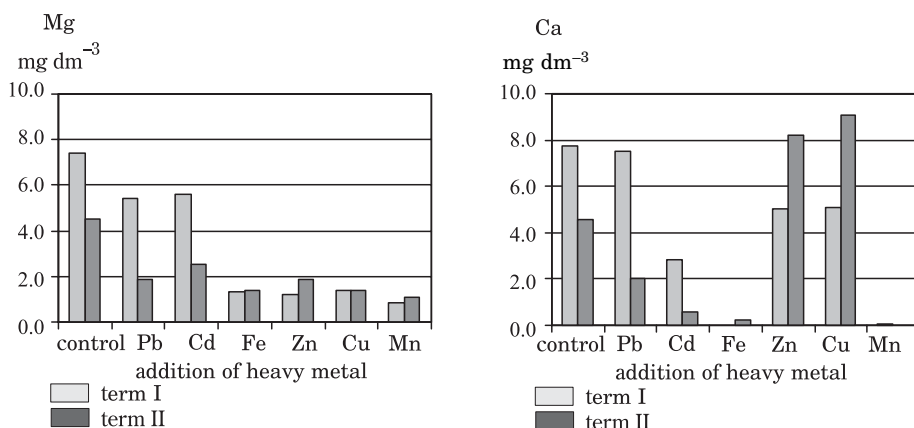 Mg
mg dm⁻³
10.0
8.0
6.0
4.0
2.0
0.0
control Pb Cd Fe Zn Cu Mn
addition of heavy metal
term I
term II
Ca
mg dm⁻³
10.0
8.0
6.0
4.0
2.0
0.0
control Pb Cd Fe Zn Cu Mn
addition of heavy metal
term I
term II